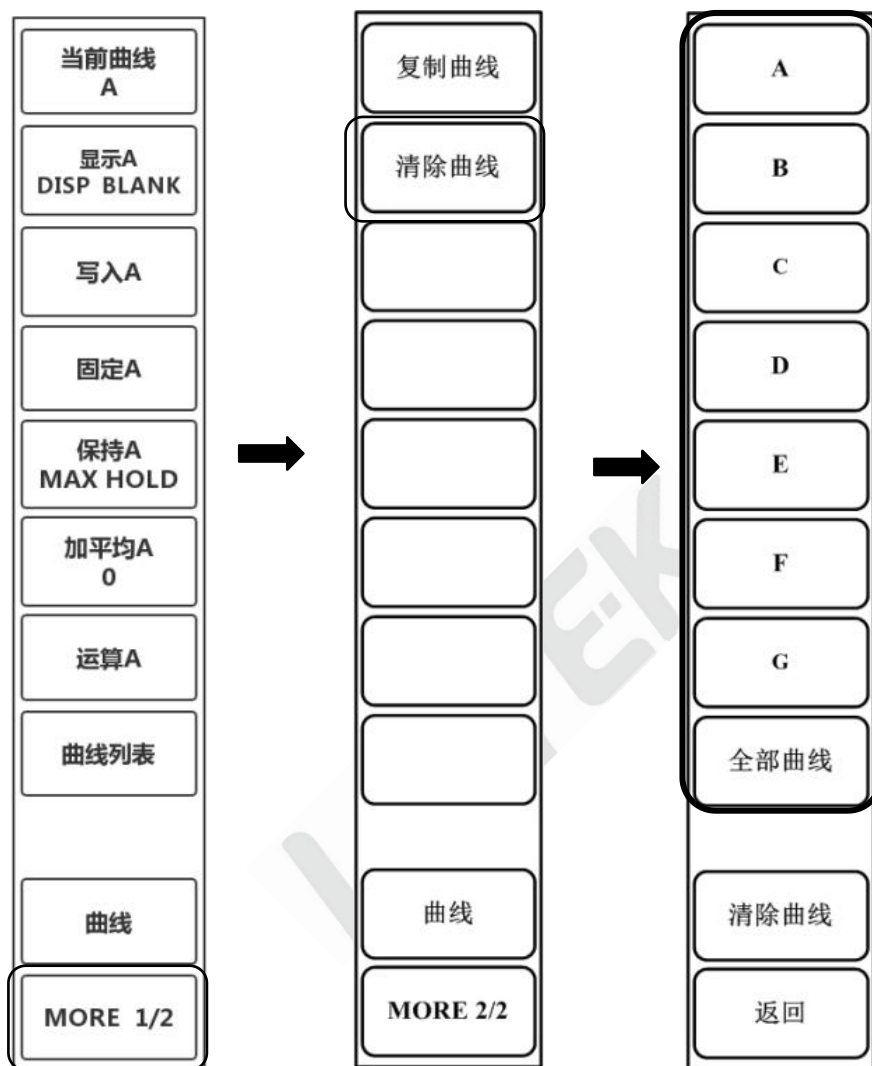 当前曲线
A
显示A
DISP BLANK
写入A
固定A
保持A
MAX HOLD
加平均A
0
运算A
曲线列表
曲线
MORE 1/2
复制曲线
清除曲线
曲线
MORE 2/2
A
B
C
D
E
F
G
全部曲线
清除曲线
返回